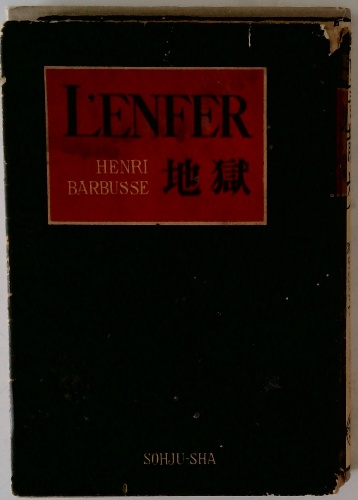 L'ENFER
HENRI
BARBUSSE
地獄
SOHJU-SHA